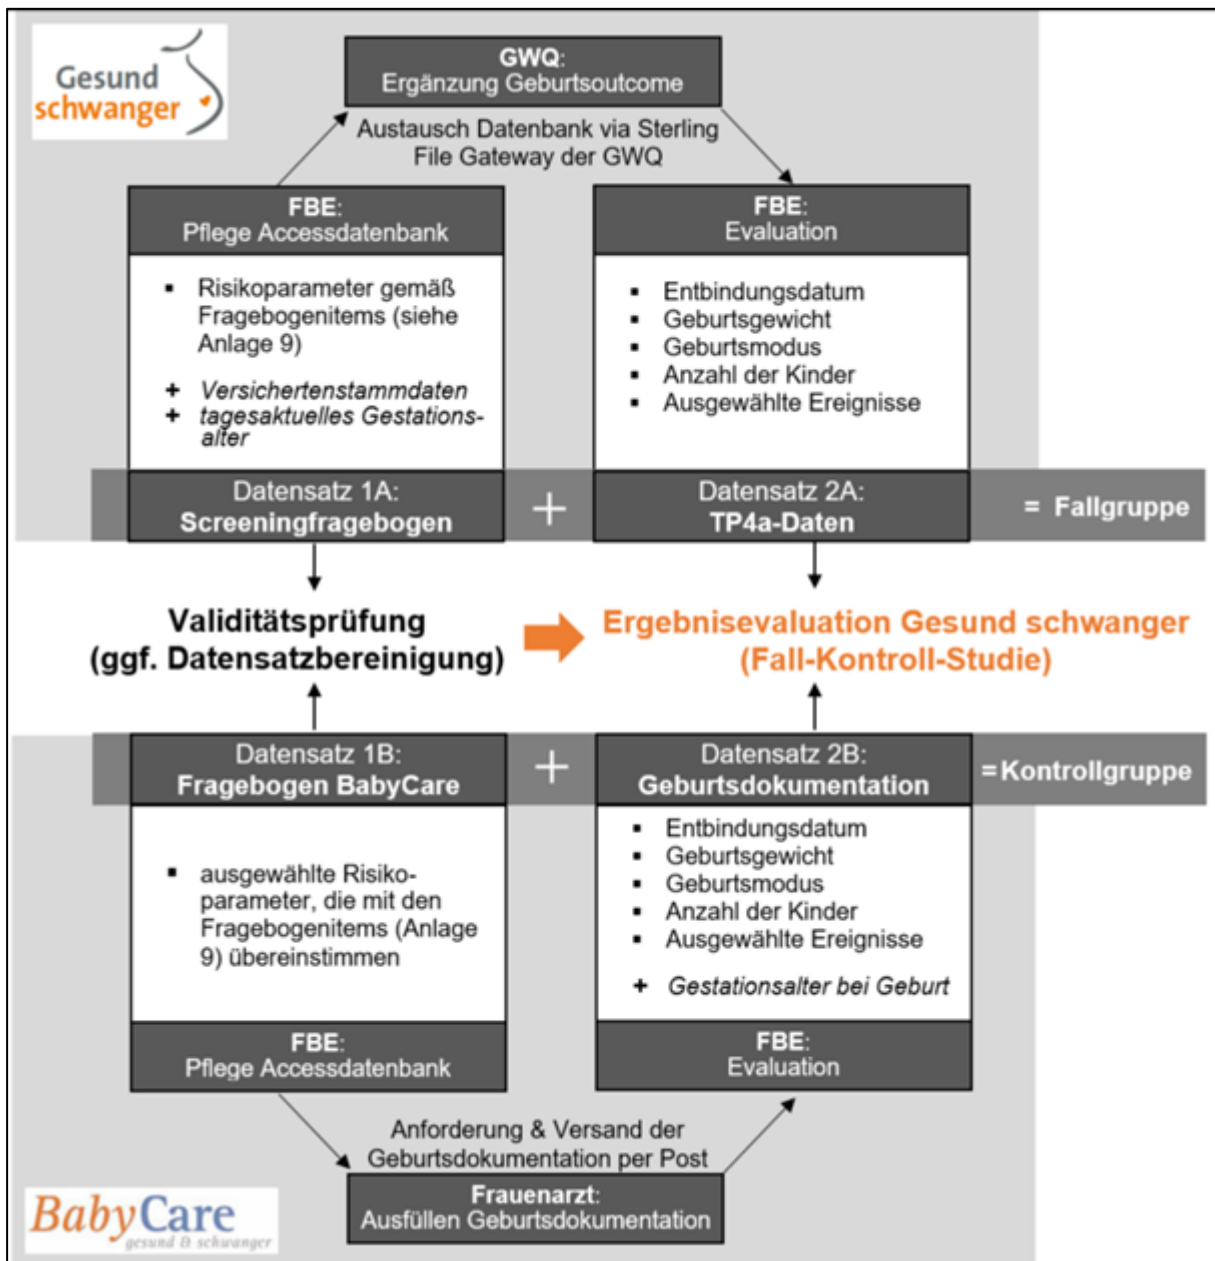 Gesund
schwanger
GWQ:
Ergänzung Geburtsoutcome
Austausch Datenbank via Sterling
File Gateway der GWQ
FBE:
Pflege Accessdatenbank
▪ Risikoparameter gemäß
Fragebogenitems (siehe
Anlage 9)
+ Versichertenstammdaten
+ tagesaktuelles Gestations-
alter
Datensatz 1A:
Screeningfragebogen
+
FBE:
Evaluation
▪ Entbindungsdatum
▪ Geburtsgewicht
▪ Geburtsmodus
▪ Anzahl der Kinder
▪ Ausgewählte Ereignisse
Datensatz 2A:
TP4a-Daten
= Fallgruppe
Validitätsprüfung
(ggf. Datensatzbereinigung)
Ergebnisevaluation Gesund schwanger
(Fall-Kontroll-Studie)
Datensatz 1B:
Fragebogen BabyCare
▪ ausgewählte Risiko-
parameter, die mit den
Fragebogenitems (Anlage
9) übereinstimmen
FBE:
Pflege Accessdatenbank
+
Datensatz 2B:
Geburtsdokumentation
▪ Entbindungsdatum
▪ Geburtsgewicht
▪ Geburtsmodus
▪ Anzahl der Kinder
▪ Ausgewählte Ereignisse
+ Gestationsalter bei Geburt
FBE:
Evaluation
=Kontrollgruppe
Anforderung & Versand der
Geburtsdokumentation per Post
Frauenarzt:
Ausfüllen Geburtsdokumentation
BabyCare
gesund & schwanger